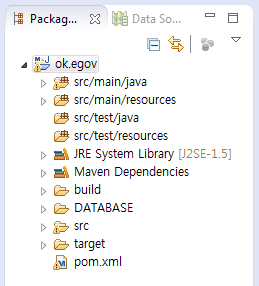 Packag...
Data So...
ok.egov
src/main/java
src/main/resources
src/test/java
src/test/resources
JRE System Library [J2SE-1.5]
Maven Dependencies
build
DATABASE
src
target
pom.xml